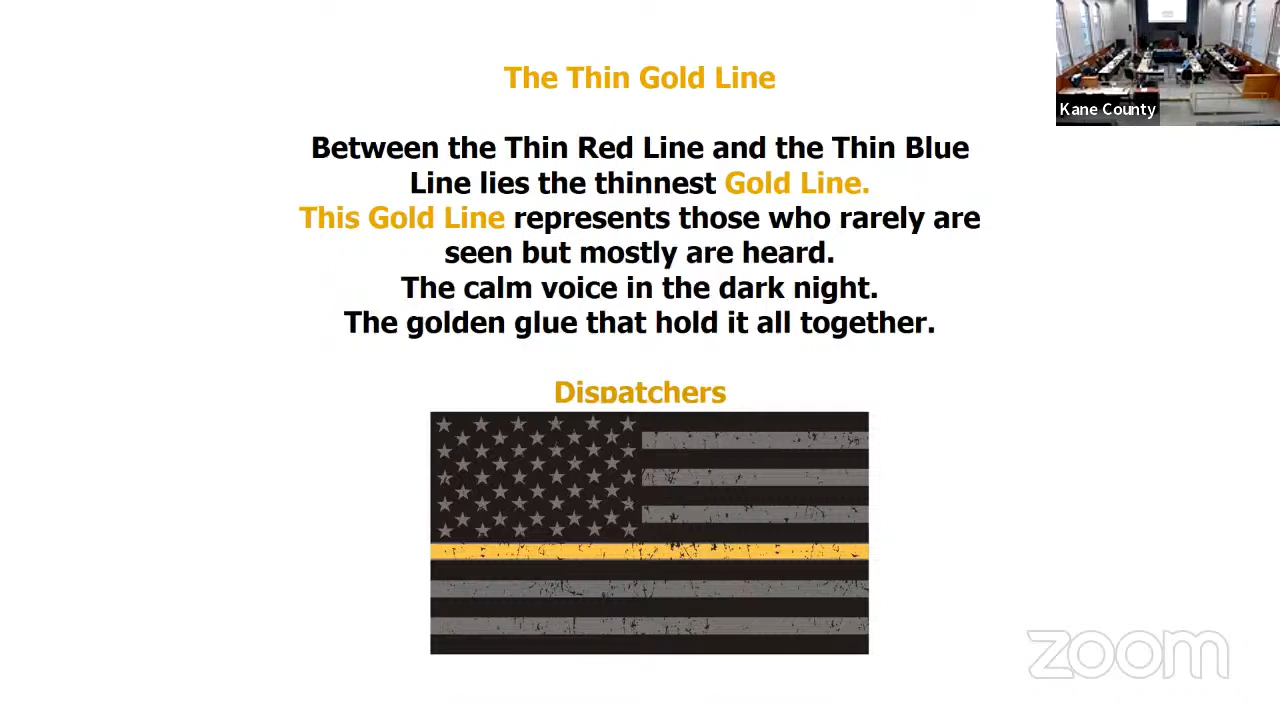 The Thin Gold Line
Kane County
Between the Thin Red Line and the Thin Blue
Line lies the thinnest Gold Line.
This Gold Line represents those who rarely are
seen but mostly are heard.
The calm voice in the dark night.
The golden glue that hold it all together.
Dispatchers
zoom